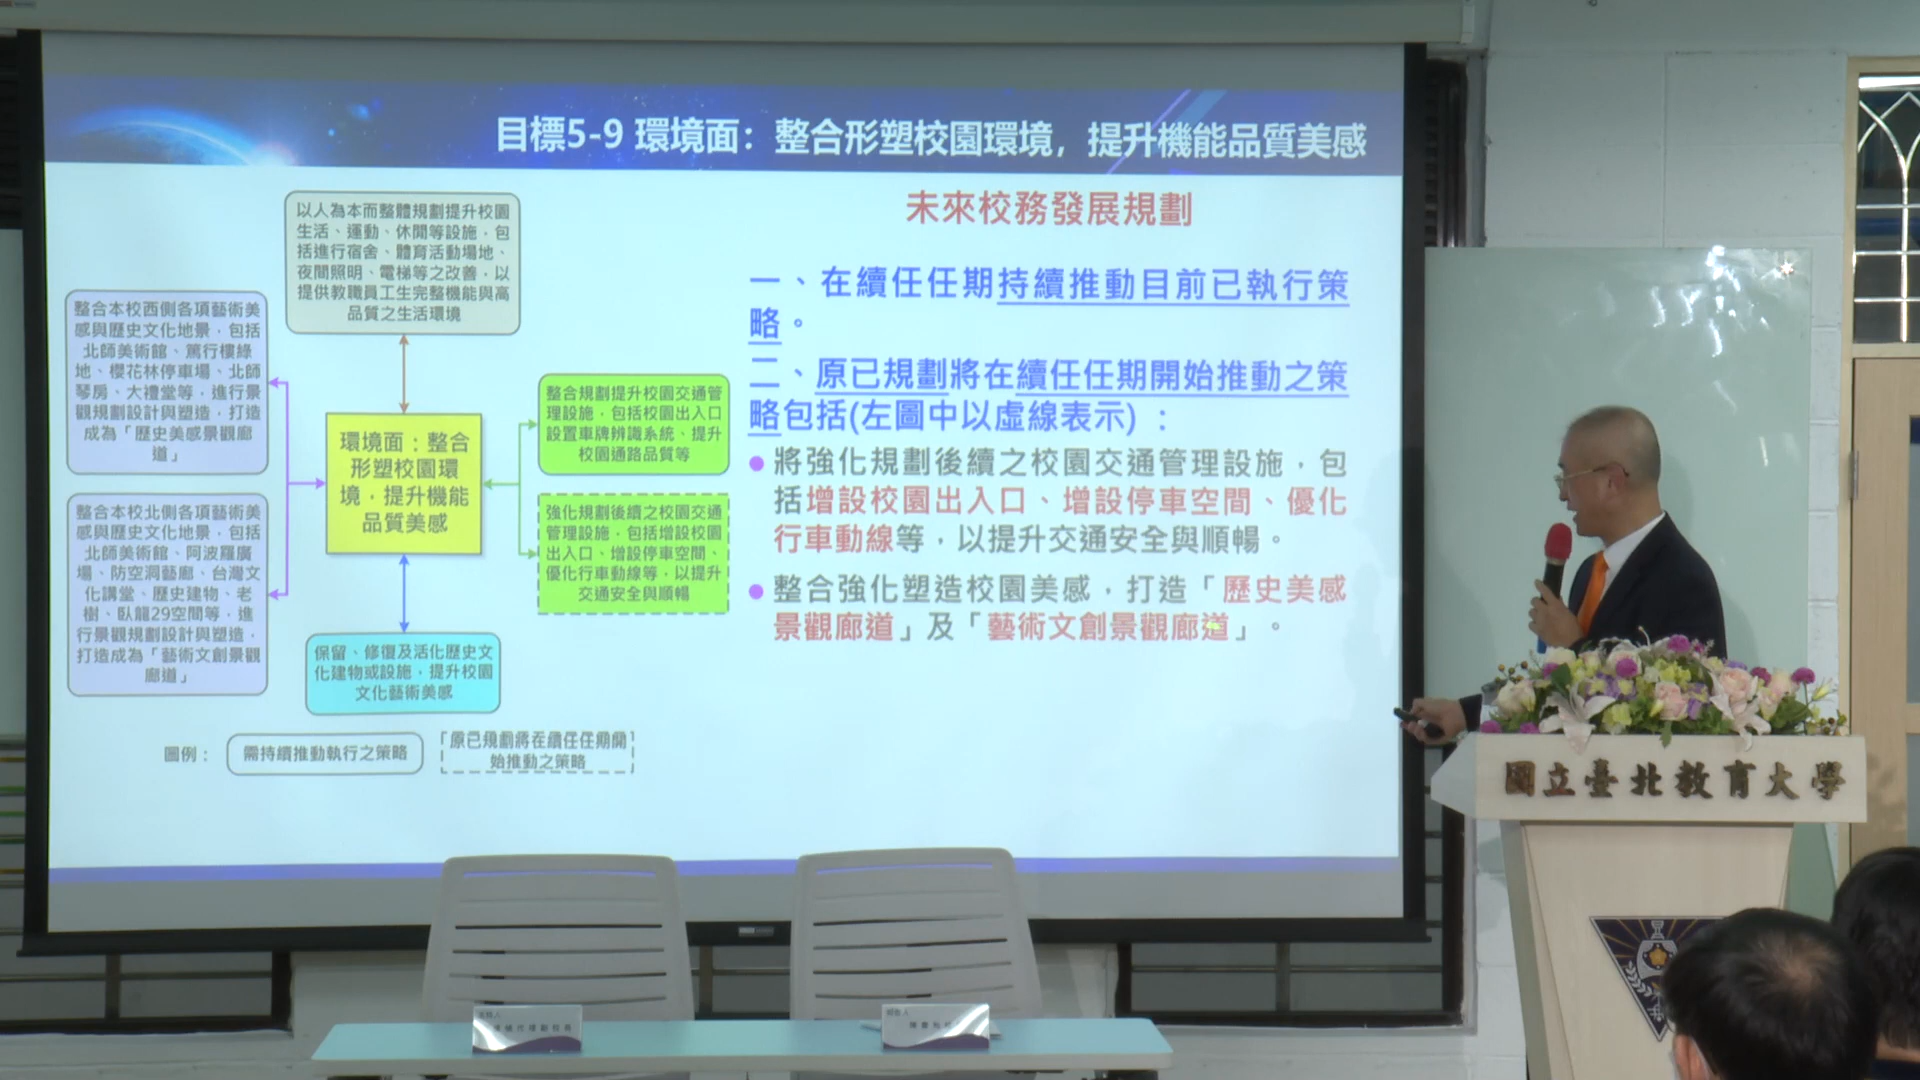 目標5-9 環境面：整合形塑校園環境，提升機能品質美感
以人為本而整體規劃提升校園
生活、運動、休閒等設施，包
括進行宿舍、體育活動場地、
夜間照明、電梯等之改善，以
提供教職員工生完整機能與高
品質之生活環境
整合本校西側各項藝術美
感與歷史文化地景，包括
北師美術館、篤行樓綠
地、櫻花林停車場、北師
琴房、大禮堂等，進行景
觀規劃設計與塑造，打造
成為「歷史美感景觀廊
道」
整合本校北側各項藝術美
感與歷史文化地景，包括
北師美術館、阿波羅廣
場、防空洞藝廊、台灣文
化講堂、歷史建物、老
樹、臥龍29空間等，進
行景觀規劃設計與塑造，
打造成為「藝術文創景觀
廊道」
環境面：整合
形塑校園環
境，提升機能
品質美感
整合規劃提升校園交通管
理設施，包括校園出入口
設置車牌辨識系統、提升
校園通路品質等
強化規劃後續之校園交通
管理設施，包括增設校園
出入口、增設停車空間、
優化行車動線等，以提升
交通安全與順暢
保留、修復及活化歷史文
化建物或設施，提升校園
文化藝術美感
圖例：
需持續推動執行之策略
原已規劃將在續任任期開
始推動之策略
未來校務發展規劃
一、在續任任期持續推動目前已執行策
略。
二、原已規劃將在續任任期開始推動之策
略包括(左圖中以虛線表示)：
● 將強化規劃後續之校園交通管理設施，包
括增設校園出入口、增設停車空間、優化
行車動線等，以提升交通安全與順暢。
● 整合強化塑造校園美感，打造「歷史美感
景觀廊道」及「藝術文創景觀廊道」。
國立臺北教育大學